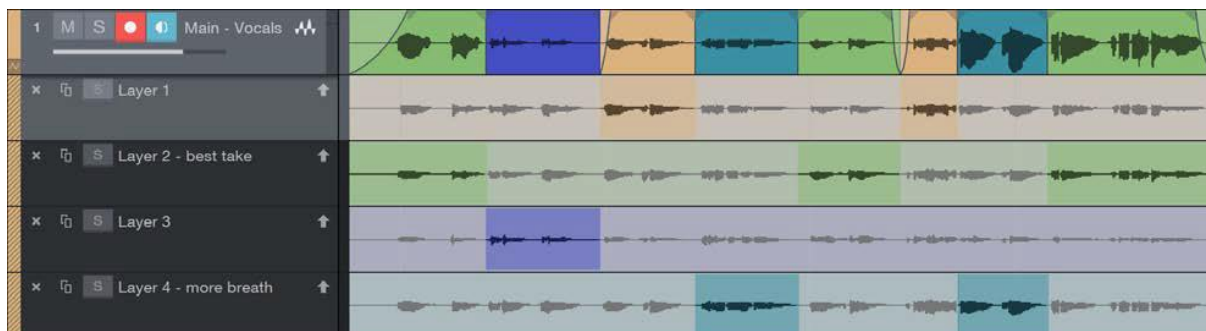 1 M S Main - Vocals
× S Layer 1
× S Layer 2 - best take
× S Layer 3
× S Layer 4 - more breath